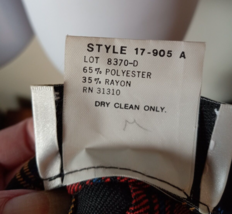 STYLE 17-905 A
LOT 8370-D
65% POLYESTER
35% RAYON
RN 31310
DRY CLEAN ONLY.
M